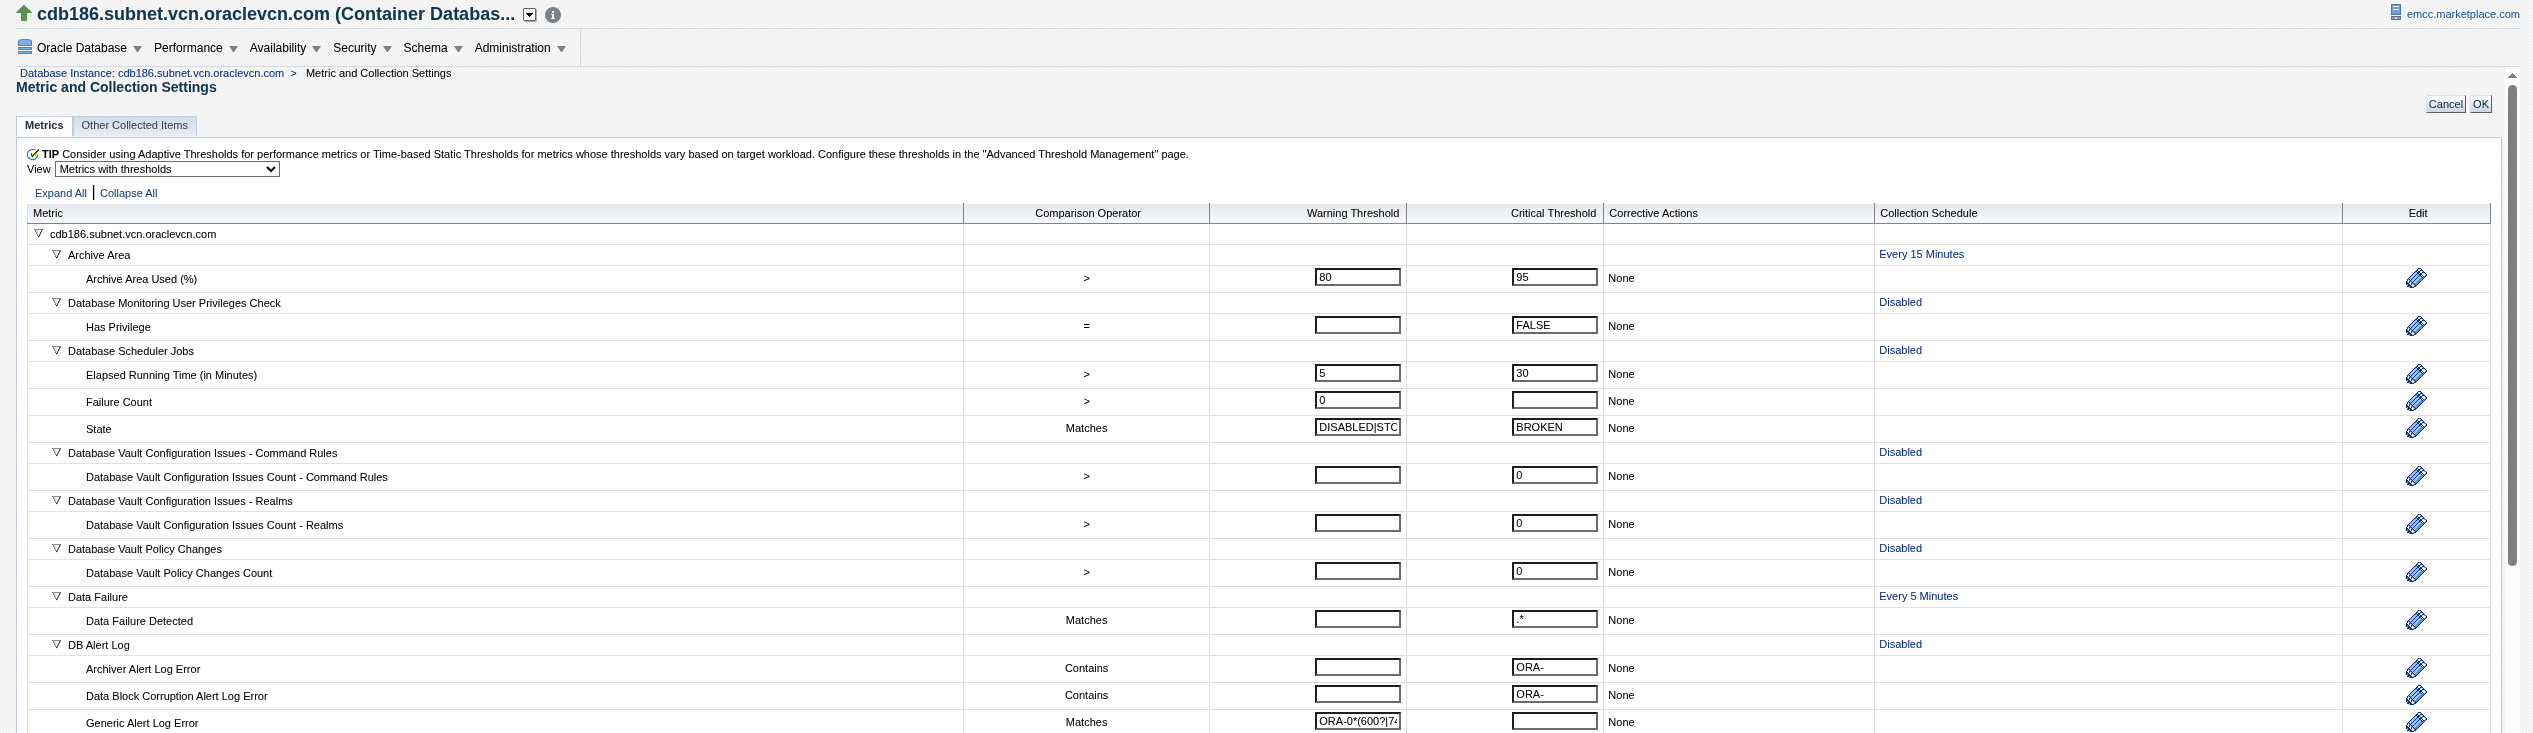 cdb186.subnet.vcn.oraclevcn.com (Container Databas...
emcc.marketplace.com
Oracle Database Performance Availability Security Schema Administration
Database Instance: cdb186.subnet.vcn.oraclevcn.com > Metric and Collection Settings
Metric and Collection Settings
Cancel OK
Metrics Other Collected Items
TIP Consider using Adaptive Thresholds for performance metrics or Time-based Static Thresholds for metrics whose thresholds vary based on target workload. Configure these thresholds in the "Advanced Threshold Management" page.
View Metrics with thresholds
Expand All | Collapse All
Metric Comparison Operator Warning Threshold Critical Threshold Corrective Actions Collection Schedule Edit
cdb186.subnet.vcn.oraclevcn.com
Archive Area Every 15 Minutes
Archive Area Used (%) > 80 95 None
Database Monitoring User Privileges Check Disabled
Has Privilege = FALSE None
Database Scheduler Jobs Disabled
Elapsed Running Time (in Minutes) > 5 30 None
Failure Count > 0 None
State Matches DISABLED|STO BROKEN None
Database Vault Configuration Issues - Command Rules Disabled
Database Vault Configuration Issues Count - Command Rules > 0 None
Database Vault Configuration Issues - Realms Disabled
Database Vault Configuration Issues Count - Realms > 0 None
Database Vault Policy Changes Disabled
Database Vault Policy Changes Count > 0 None
Data Failure Every 5 Minutes
Data Failure Detected Matches .* None
DB Alert Log Disabled
Archiver Alert Log Error Contains ORA- None
Data Block Corruption Alert Log Error Contains ORA- None
Generic Alert Log Error Matches ORA-0*(600?|74 None